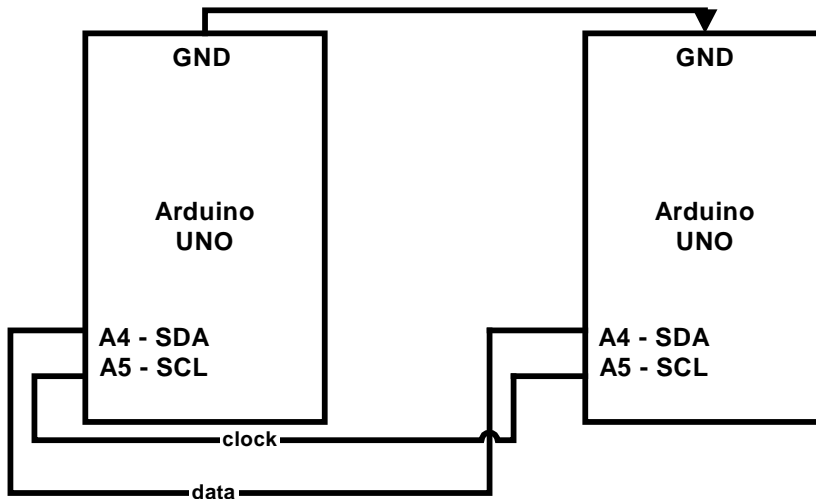 GND
GND
Arduino
UNO
Arduino
UNO
A4 - SDA
A5 - SCL
A4 - SDA
A5 - SCL
clock
data